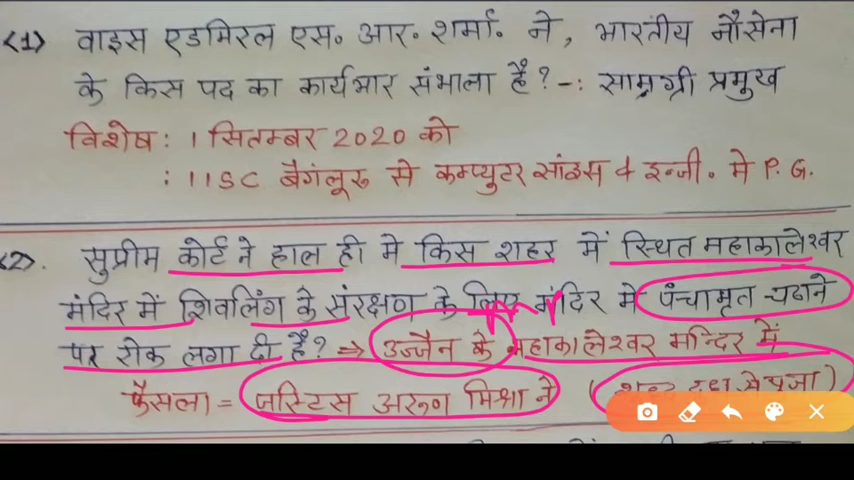 <1> वाइस एडमिरल एस. आर. शर्मा. ने, भारतीय नौसेना
के किस पद का कार्यभार संभाला है? -: सामग्री प्रमुख
विशेष: 1 सितम्बर 2020 को
: IISC बैगंलूरू से कम्प्युटर सांइस & इन्जी. मे P. G.
<2>. सुप्रीम कोर्ट ने हाल ही मे किस शहर में स्थित महाकालेश्वर
मंदिर में शिवलिंग के संरक्षण के लिए मंदिर मे पंचामृत चढाने
पर रोक लगा दी है? ⇒ उज्जैन के महाकालेश्वर मन्दिर में
फैसला = जस्टिस अरुण मिश्रा ने